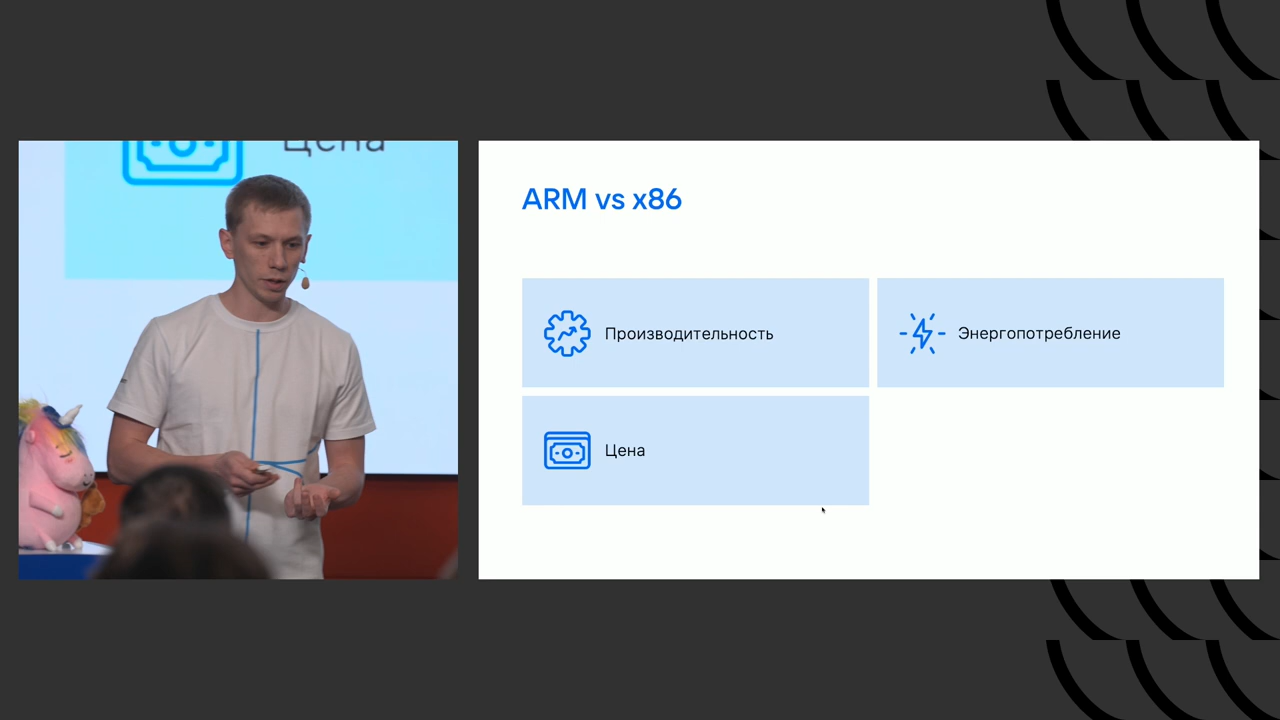 Цена
ARM vs x86
Производительность
Энергопотребление
Цена